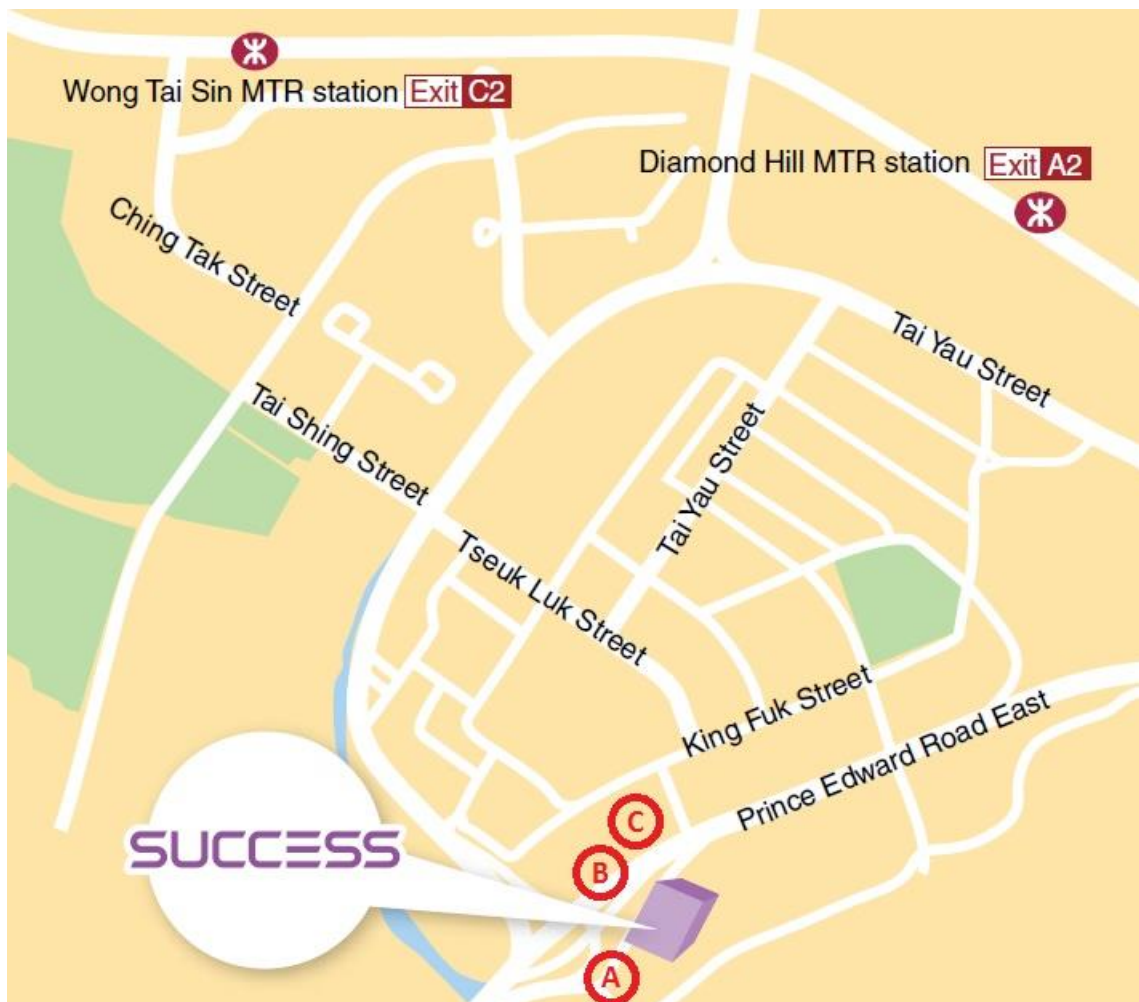 Wong Tai Sin MTR station Exit C2
Diamond Hill MTR station Exit A2
Ching Tak Street
Tai Yau Street
Tai Shing Street
Tai Yau Street
Tseuk Luk Street
King Fuk Street
Prince Edward Road East
C
SUCCESS
B
A